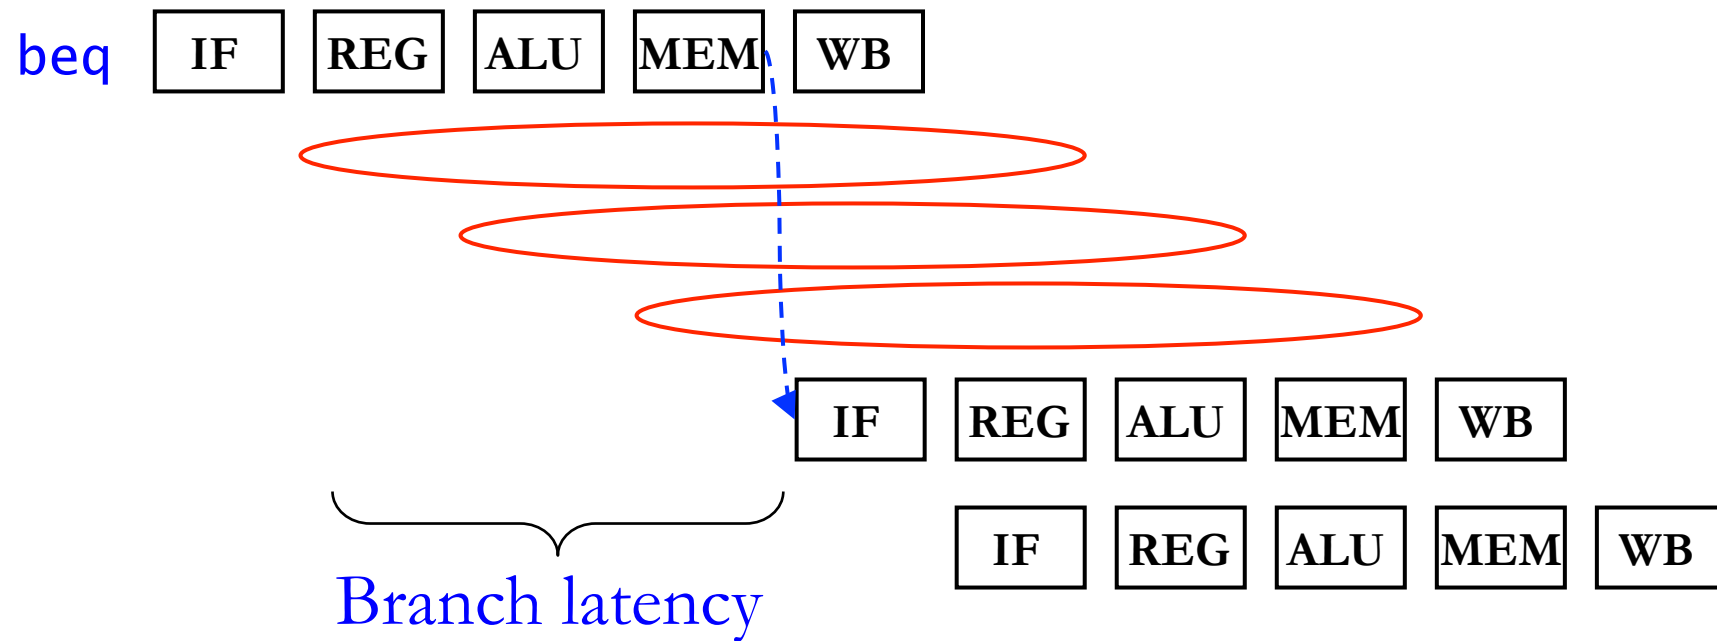 beq IF REG ALU MEM WB
IF REG ALU MEM WB
IF REG ALU MEM WB
Branch latency